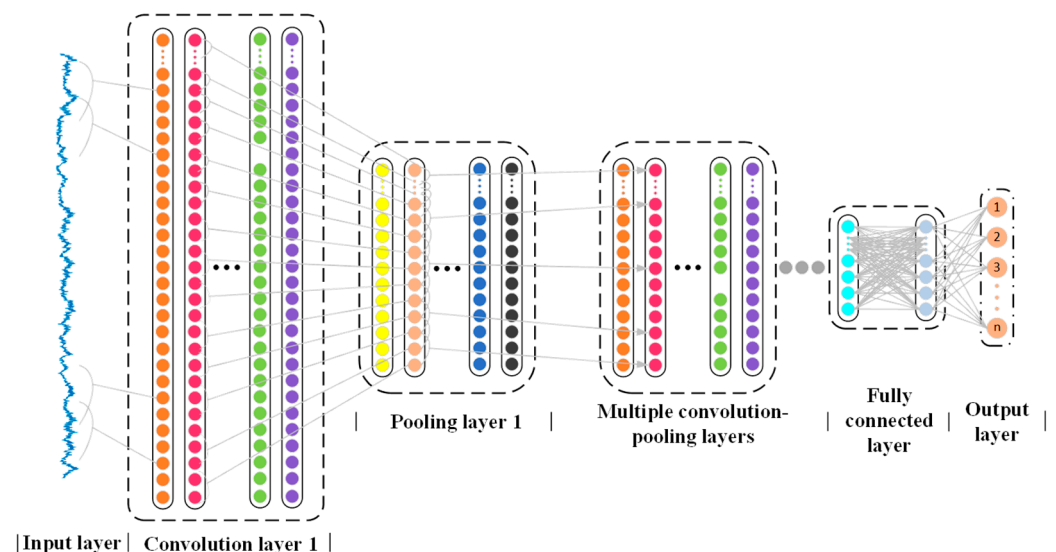 1
2
3
n
Pooling layer 1
Multiple convolution-
pooling layers
Fully
connected
layer
Output
layer
Input layer
Convolution layer 1